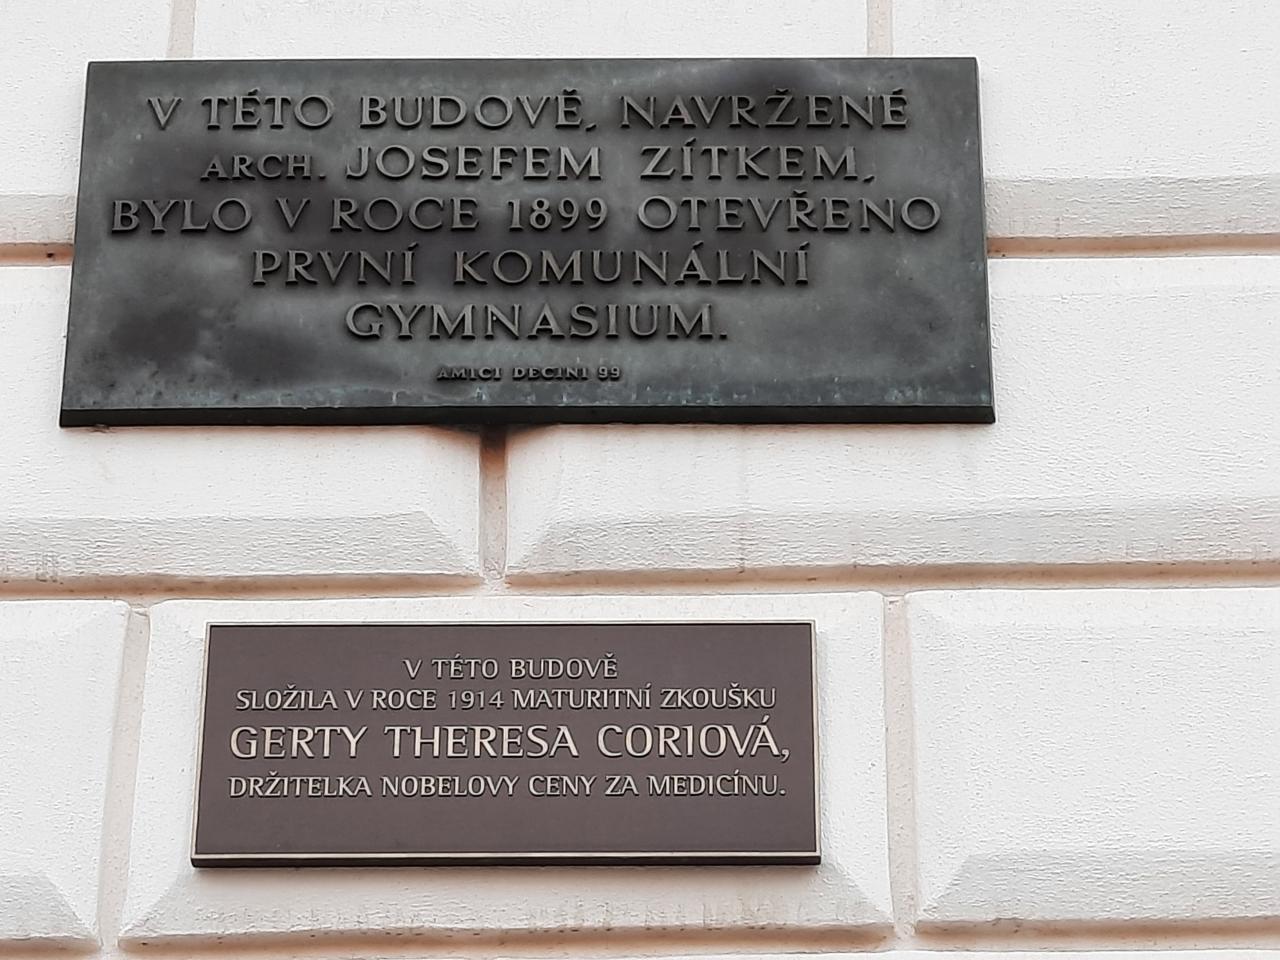 V TÉTO BUDOVĚ, NAVRŽENÉ
ARCH. JOSEFEM ZÍTKEM,
BYLO V ROCE 1899 OTEVŘENO
PRVNÍ KOMUNÁLNÍ
GYMNASIUM.
AMICI DECINI 99
V TÉTO BUDOVĚ
SLOŽILA V ROCE 1914 MATURITNÍ ZKOUŠKU
GERTY THERESA CORIOVÁ,
DRŽITELKA NOBELOVY CENY ZA MEDICÍNU.